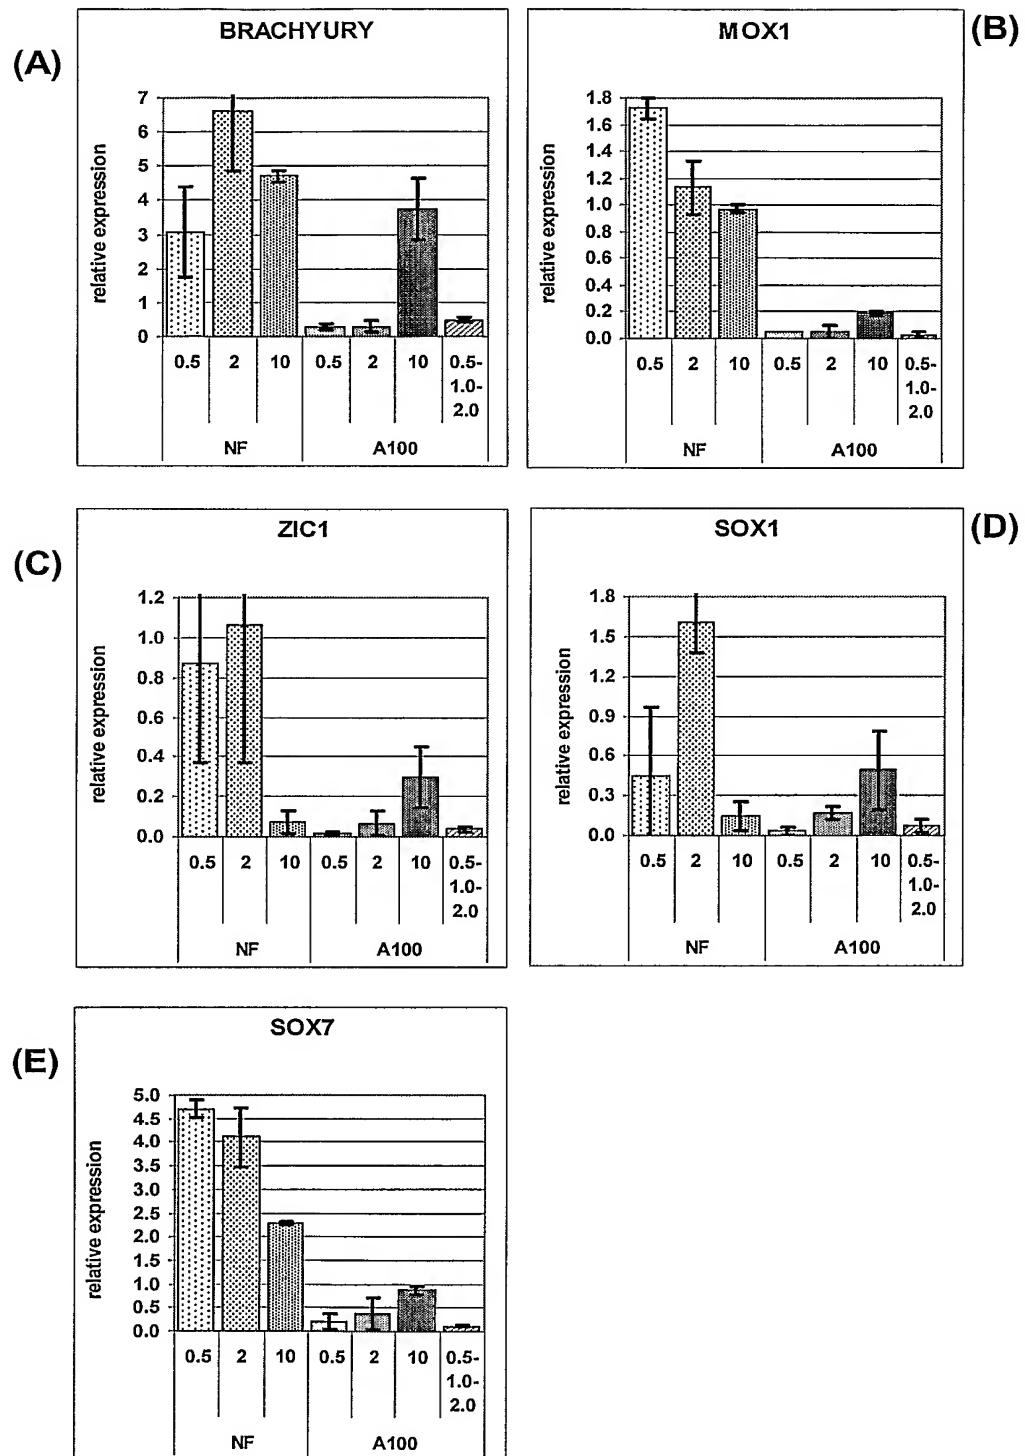 (A)
BRACHYURY
relative expression
7
6
5
4
3
2
1
0
0.5 2 10 0.5 2 10 0.5-
1.0-
2.0
NF A100
(B)
MOX1
relative expression
1.8
1.6
1.4
1.2
1.0
0.8
0.6
0.4
0.2
0.0
0.5 2 10 0.5 2 10 0.5-
1.0-
2.0
NF A100
(C)
ZIC1
relative expression
1.2
1.0
0.8
0.6
0.4
0.2
0.0
0.5 2 10 0.5 2 10 0.5-
1.0-
2.0
NF A100
(D)
SOX1
relative expression
1.8
1.5
1.2
0.9
0.6
0.3
0.0
0.5 2 10 0.5 2 10 0.5-
1.0-
2.0
NF A100
(E)
SOX7
relative expression
5.0
4.5
4.0
3.5
3.0
2.5
2.0
1.5
1.0
0.5
0.0
0.5 2 10 0.5 2 10 0.5-
1.0-
2.0
NF A100